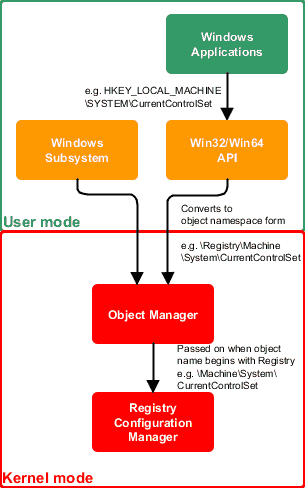 Windows
Applications
e.g. HKEY_LOCAL_MACHINE
\SYSTEM\CurrentControlSet
Windows
Subsystem
Win32/Win64
API
Converts to
object namespace form
User mode
e.g. \Registry\Machine
\System\CurrentControlSet
Object Manager
Passed on when object
name begins with Registry
e.g. \Machine\System\
CurrentControlSet
Registry
Configuration
Manager
Kernel mode